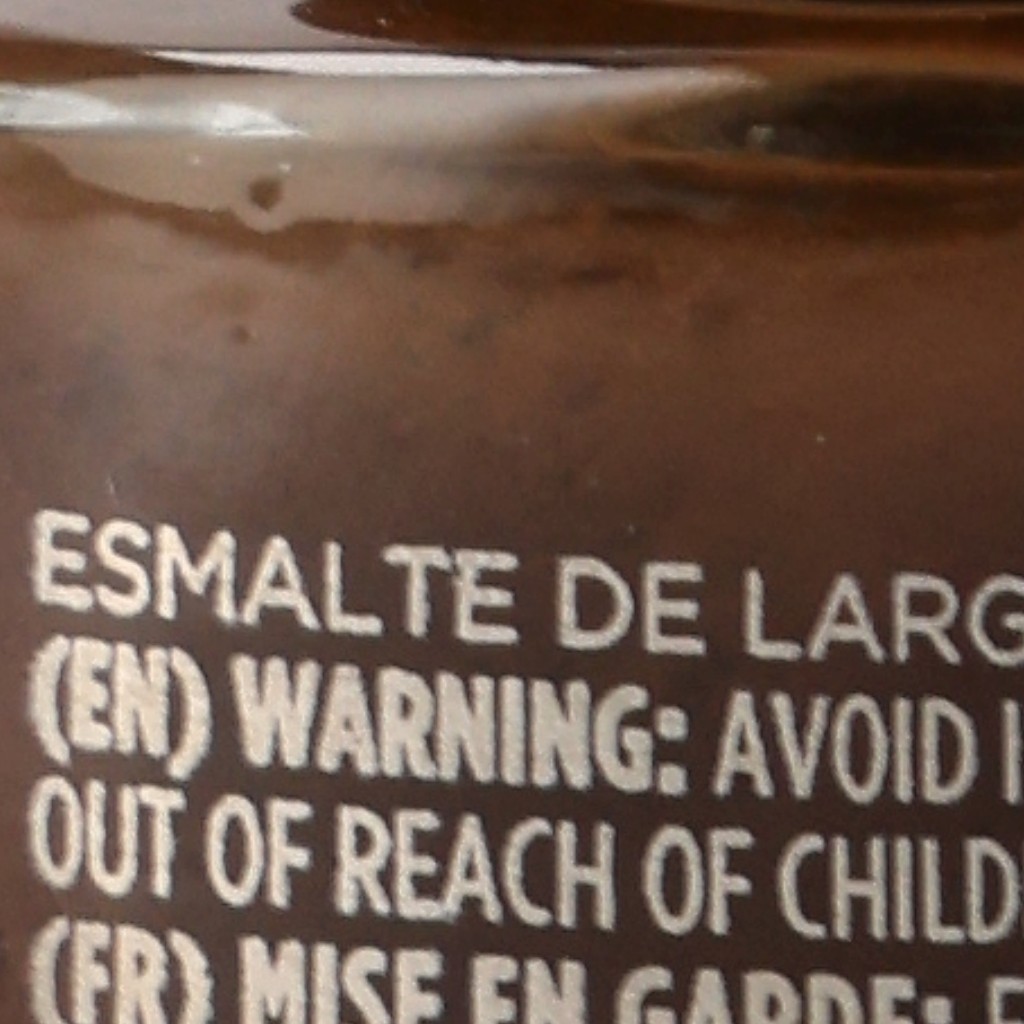 ESMALTE DE LARG
(EN) WARNING: AVOID I
OUT OF REACH OF CHILD
(FR) MISE EN GARDE: